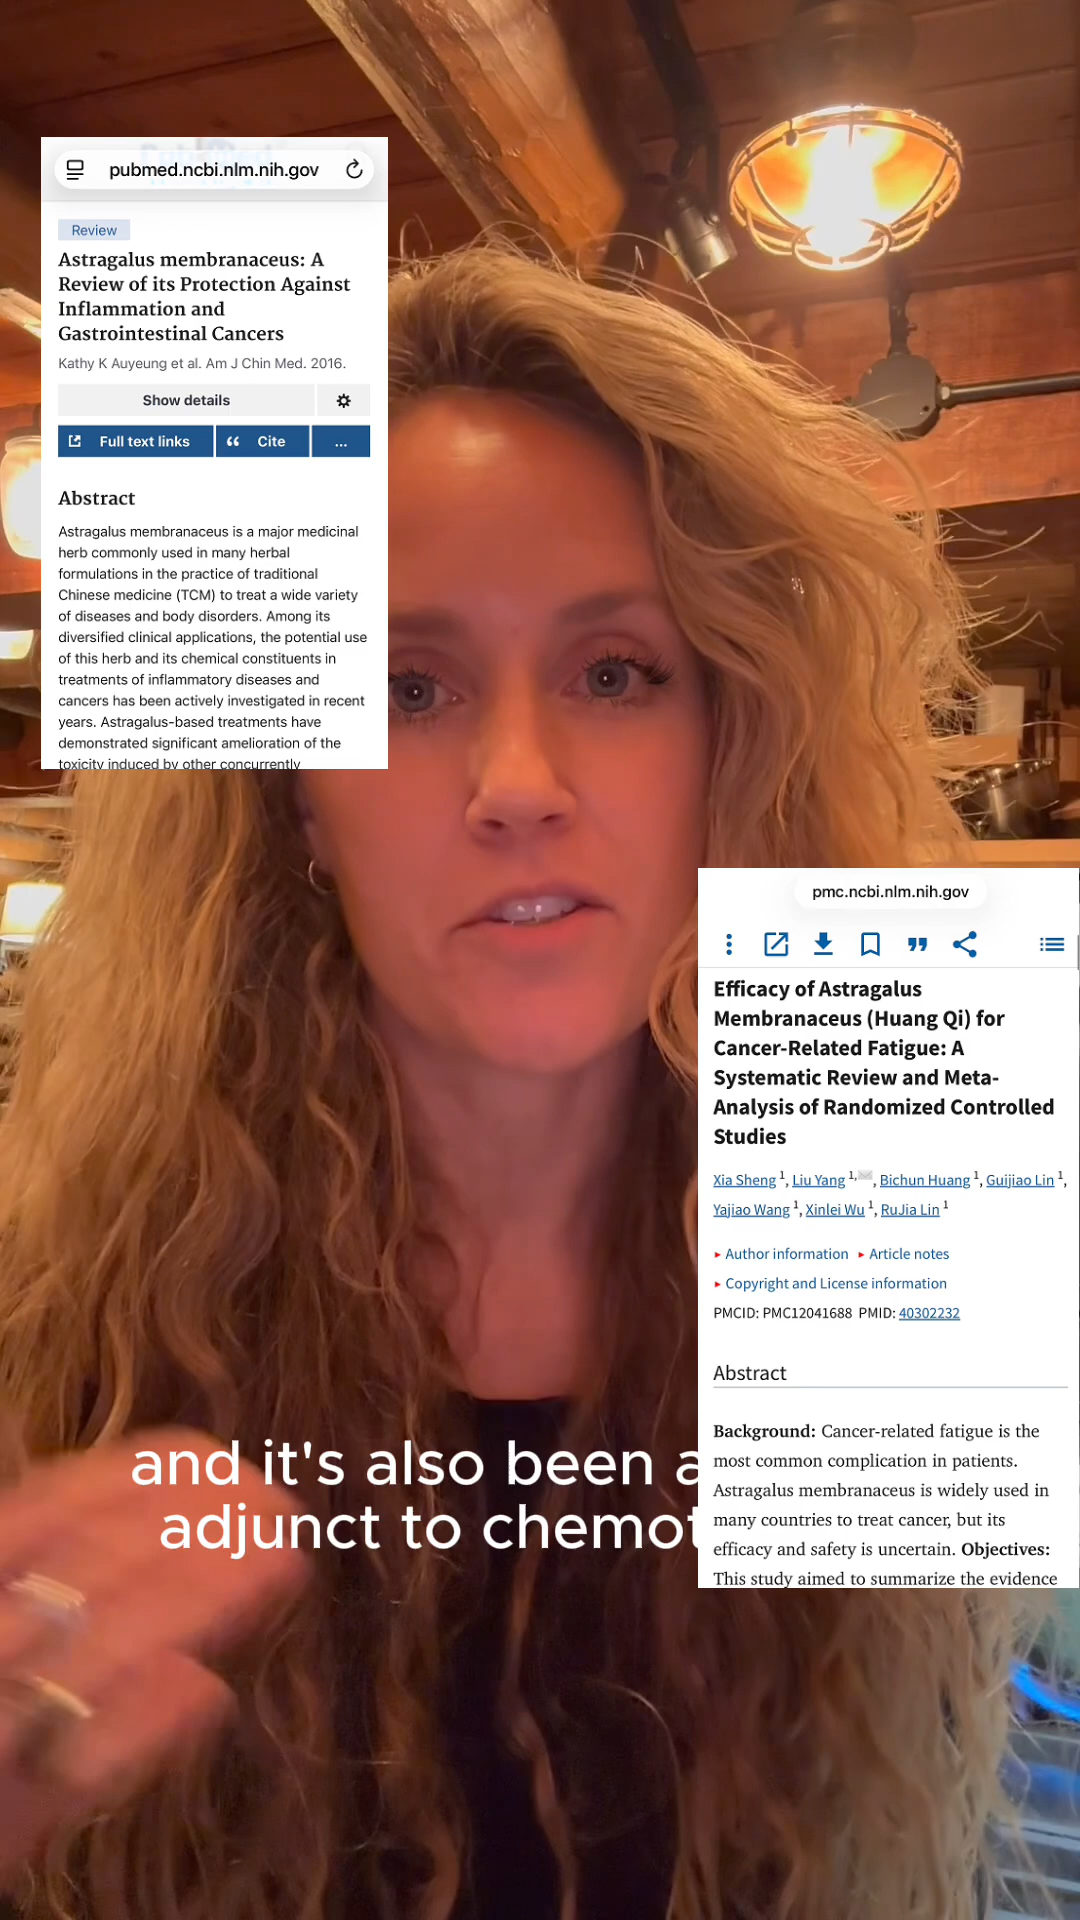 pubmed.ncbi.nlm.nih.gov
Review
Astragalus membranaceus: A
Review of its Protection Against
Inflammation and
Gastrointestinal Cancers
Kathy K Auyeung et al. Am J Chin Med. 2016.
Show details
Full text links
Cite
...
Abstract
Astragalus membranaceus is a major medicinal
herb commonly used in many herbal
formulations in the practice of traditional
Chinese medicine (TCM) to treat a wide variety
of diseases and body disorders. Among its
diversified clinical applications, the potential use
of this herb and its chemical constituents in
treatments of inflammatory diseases and
cancers has been actively investigated in recent
years. Astragalus-based treatments have
demonstrated significant amelioration of the
toxicity induced by other concurrently
pmc.ncbi.nlm.nih.gov
Efficacy of Astragalus
Membranaceus (Huang Qi) for
Cancer-Related Fatigue: A
Systematic Review and Meta-
Analysis of Randomized Controlled
Studies
Xia Sheng 1, Liu Yang 1,✉, Bichun Huang 1, Guijiao Lin 1,
Yajiao Wang 1, Xinlei Wu 1, RuJia Lin 1
▸ Author information ▸ Article notes
▸ Copyright and License information
PMCID: PMC12041688 PMID: 40302232
Abstract
Background: Cancer-related fatigue is the
most common complication in patients.
Astragalus membranaceus is widely used in
many countries to treat cancer, but its
efficacy and safety is uncertain. Objectives:
This study aimed to summarize the evidence
and it's also been a
adjunct to chemot